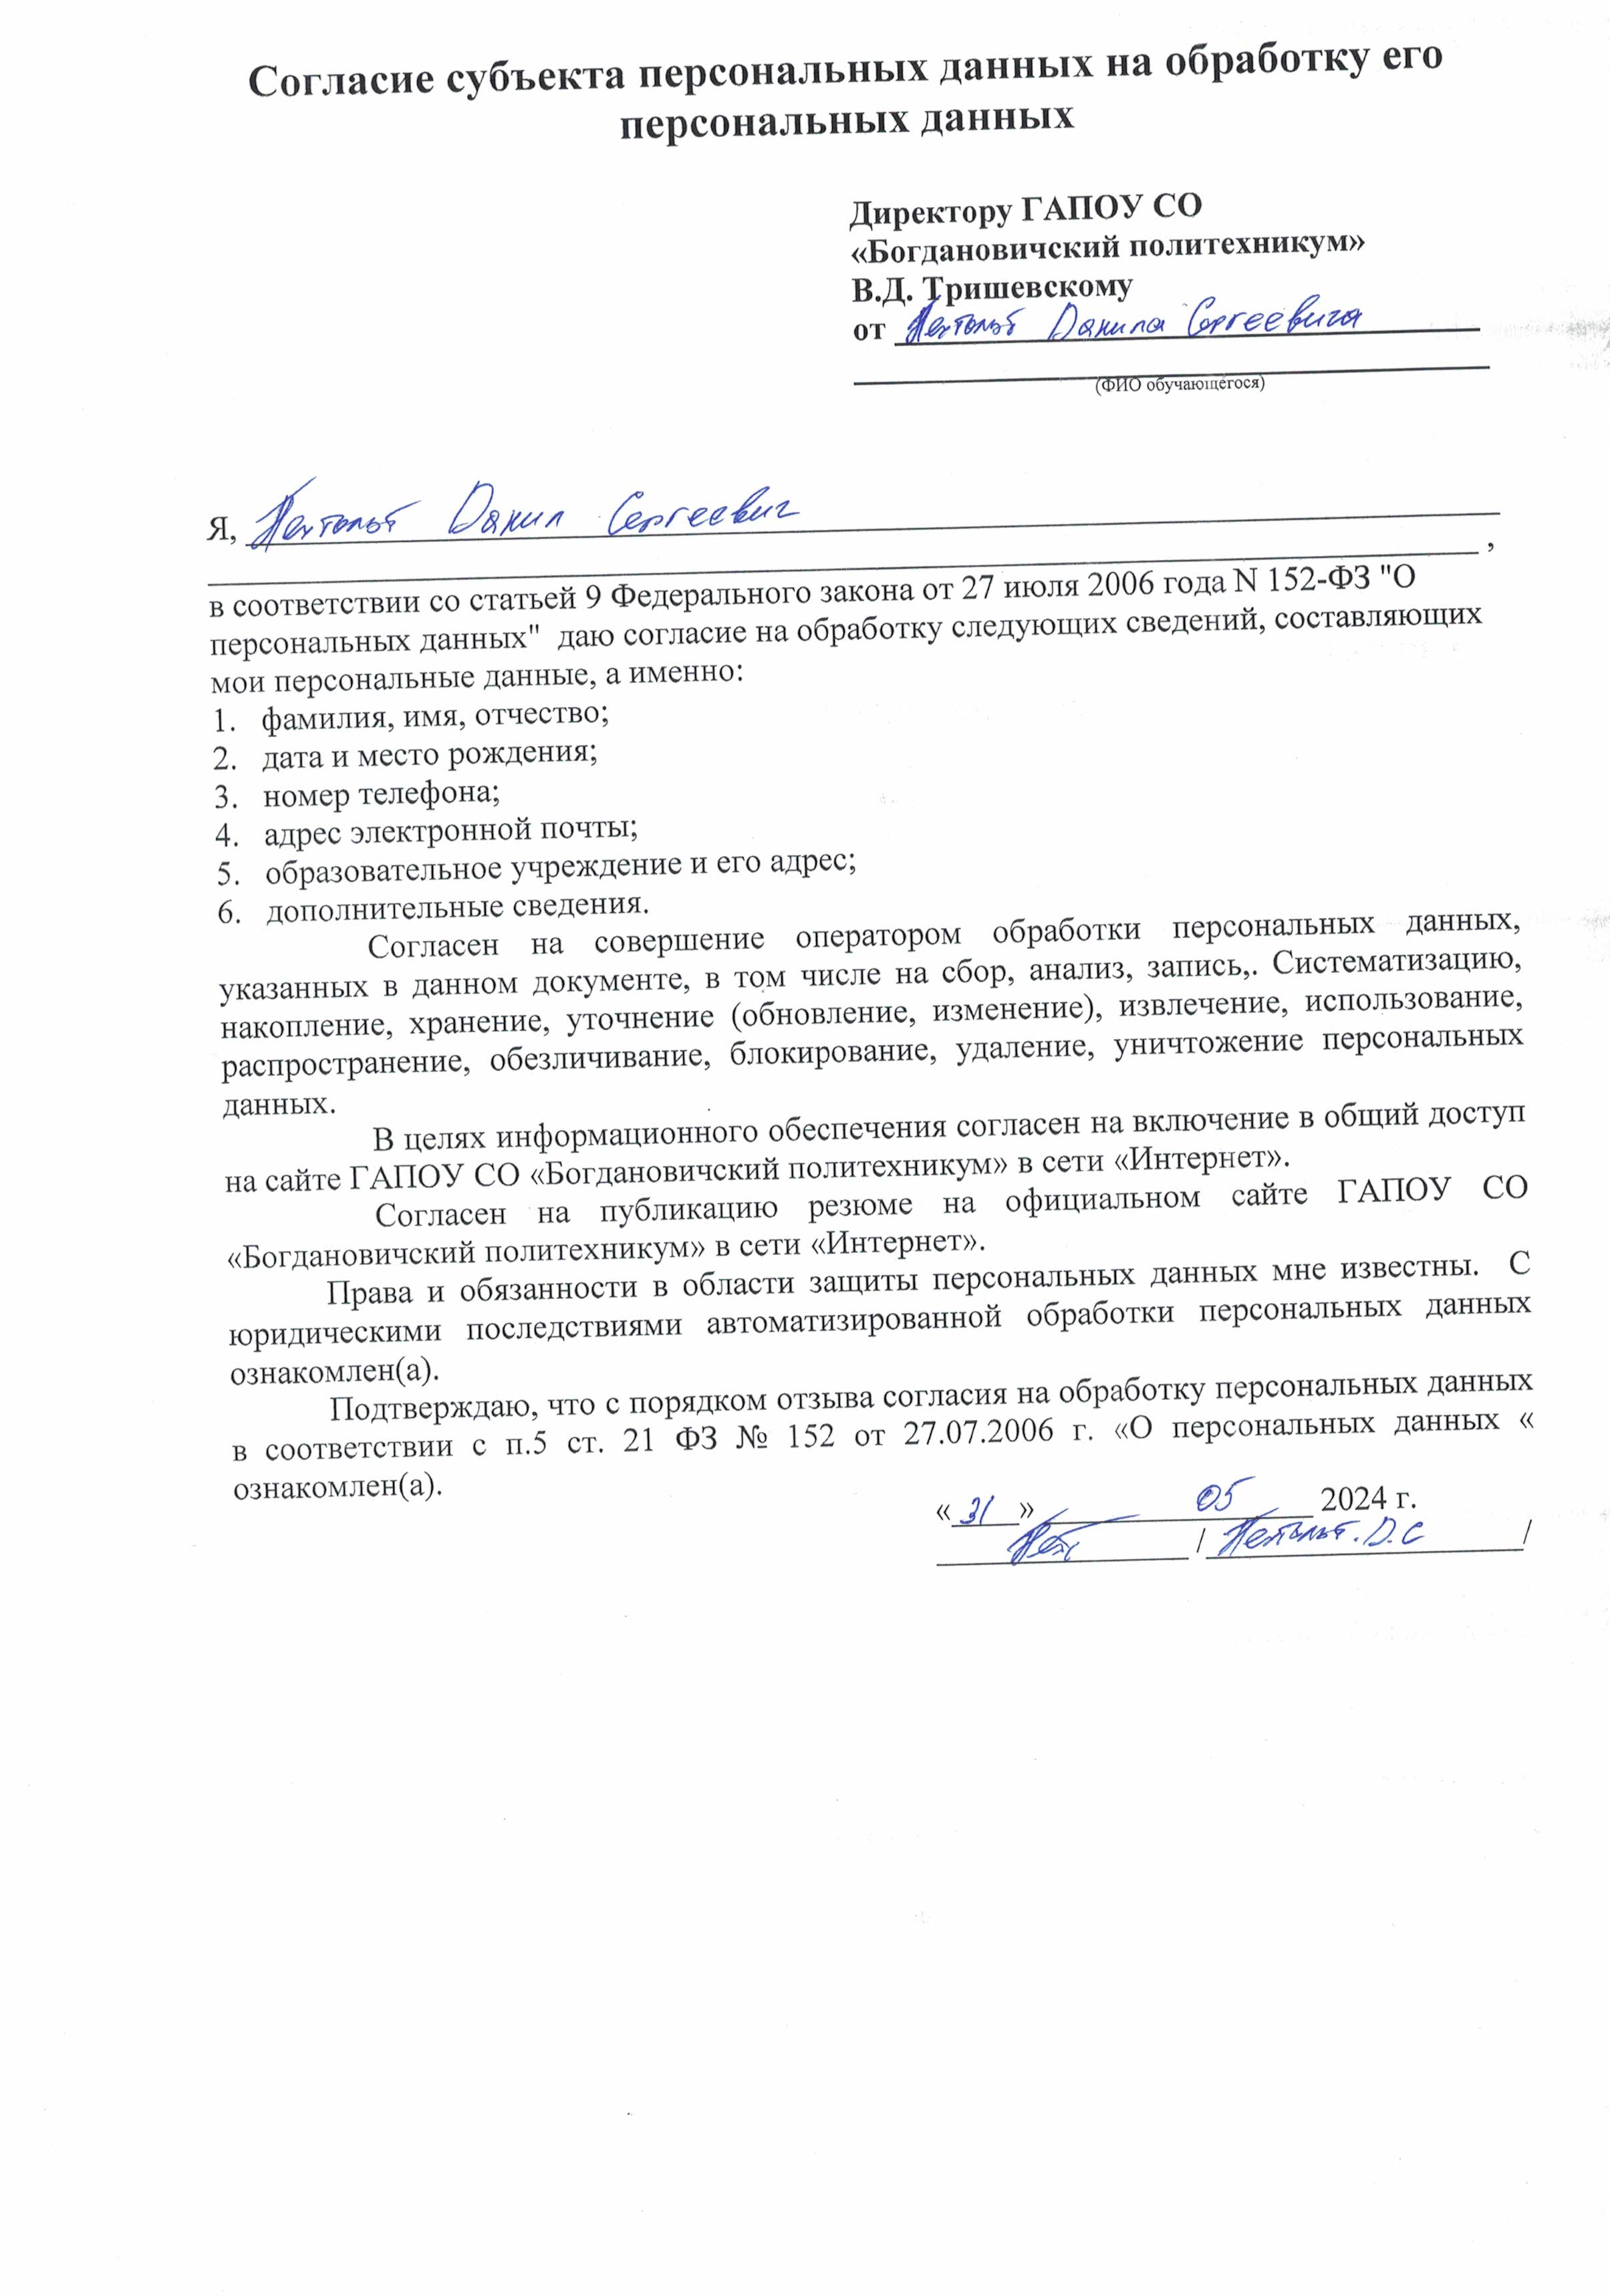 Согласие субъекта персональных данных на обработку его
персональных данных
Директору ГАПОУ СО
«Богдановичский политехникум»
В.Д. Тришевскому
от Данила Сергеевича
(ФИО обучающегося)
Я, Данил Сергеевич
,
в соответствии со статьей 9 Федерального закона от 27 июля 2006 года N 152-ФЗ "О
персональных данных" даю согласие на обработку следующих сведений, составляющих
мои персональные данные, а именно:
1. фамилия, имя, отчество;
2. дата и место рождения;
3. номер телефона;
4. адрес электронной почты;
5. образовательное учреждение и его адрес;
6. дополнительные сведения.
Согласен на совершение оператором обработки персональных данных,
указанных в данном документе, в том числе на сбор, анализ, запись,. Систематизацию,
накопление, хранение, уточнение (обновление, изменение), извлечение, использование,
распространение, обезличивание, блокирование, удаление, уничтожение персональных
данных.
В целях информационного обеспечения согласен на включение в общий доступ
на сайте ГАПОУ СО «Богдановичский политехникум» в сети «Интернет».
Согласен на публикацию резюме на официальном сайте ГАПОУ СО
«Богдановичский политехникум» в сети «Интернет».
Права и обязанности в области защиты персональных данных мне известны. С
юридическими последствиями автоматизированной обработки персональных данных
ознакомлен(а).
Подтверждаю, что с порядком отзыва согласия на обработку персональных данных
в соответствии с п.5 ст. 21 ФЗ № 152 от 27.07.2006 г. «О персональных данных «
ознакомлен(а).
«31» 05 2024 г.
/ Д.С /